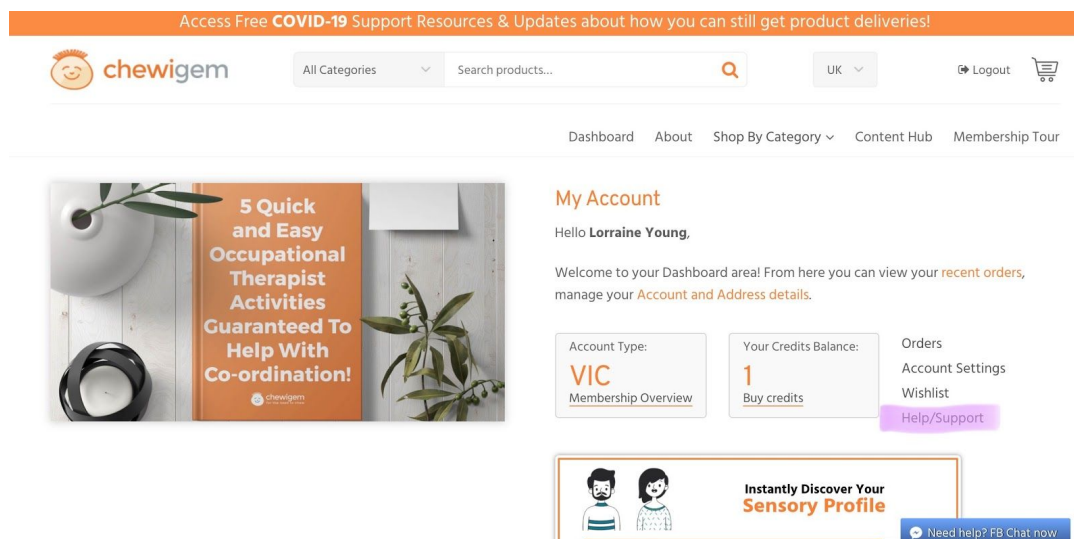 Access Free COVID-19 Support Resources & Updates about how you can still get product deliveries!
chewigem
All Categories
Search products...
UK
Logout
Dashboard
About
Shop By Category
Content Hub
Membership Tour
5 Quick
and Easy
Occupational
Therapist
Activities
Guaranteed To
Help With
Co-ordination!
chewigem
My Account
Hello Lorraine Young,
Welcome to your Dashboard area! From here you can view your recent orders,
manage your Account and Address details.
Account Type:
VIC
Membership Overview
Your Credits Balance:
1
Buy credits
Orders
Account Settings
Wishlist
Help/Support
Instantly Discover Your
Sensory Profile
Need help? FB Chat now